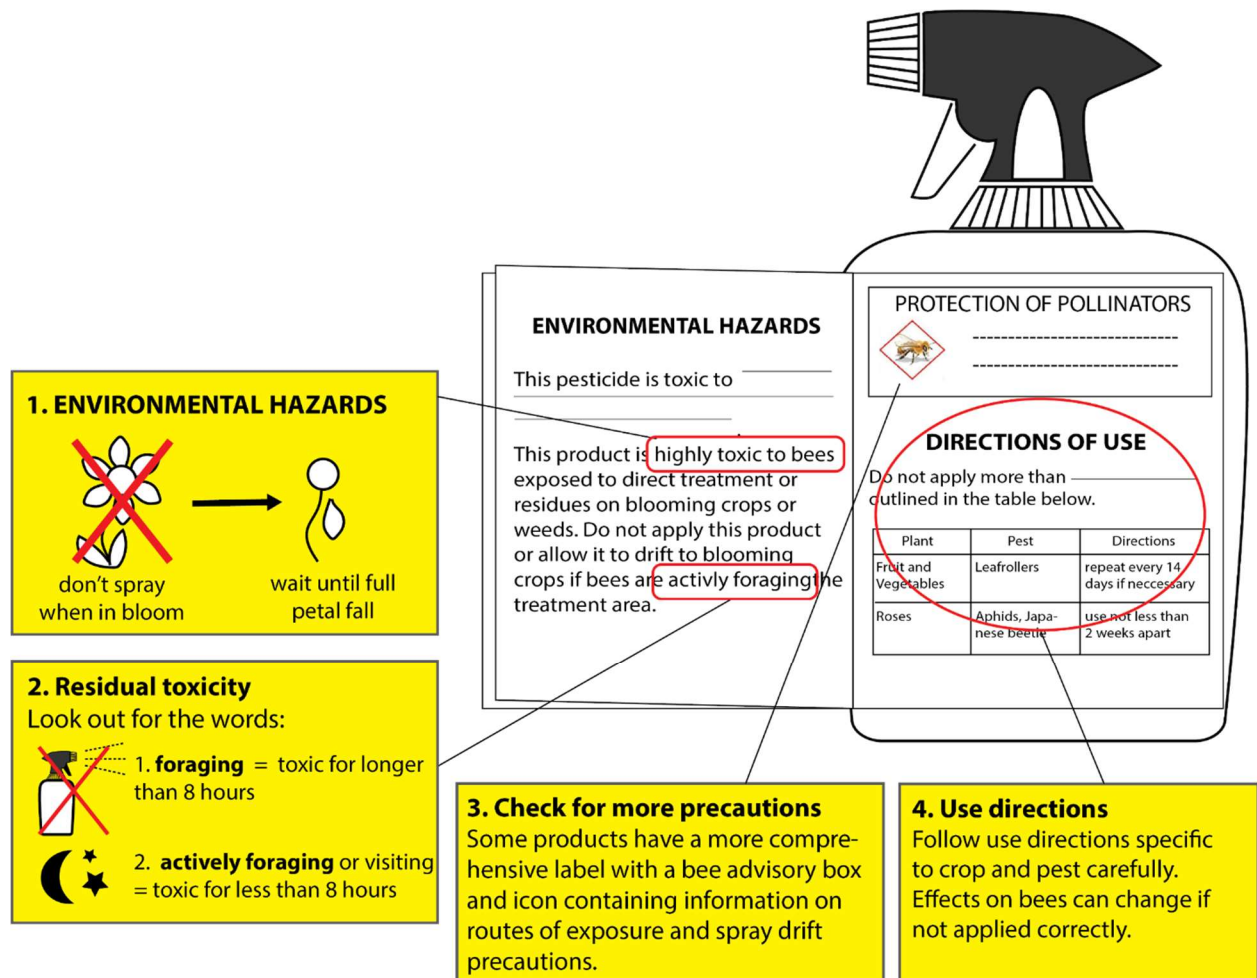 ENVIRONMENTAL HAZARDS
This pesticide is toxic to
This product is highly toxic to bees
exposed to direct treatment or
residues on blooming crops or
weeds. Do not apply this product
or allow it to drift to blooming
crops if bees are activly foragingthe
treatment area.
PROTECTION OF POLLINATORS
DIRECTIONS OF USE
Do not apply more than
outlined in the table below.
Plant Pest Directions
Fruit and Leafrollers repeat every 14
Vegetables days if neccessary
Roses Aphids, Japa- use not less than
nese beetle 2 weeks apart
1. ENVIRONMENTAL HAZARDS
don't spray
when in bloom
wait until full
petal fall
2. Residual toxicity
Look out for the words:
1. foraging = toxic for longer
than 8 hours
2. actively foraging or visiting
= toxic for less than 8 hours
3. Check for more precautions
Some products have a more compre-
hensive label with a bee advisory box
and icon containing information on
routes of exposure and spray drift
precautions.
4. Use directions
Follow use directions specific
to crop and pest carefully.
Effects on bees can change if
not applied correctly.